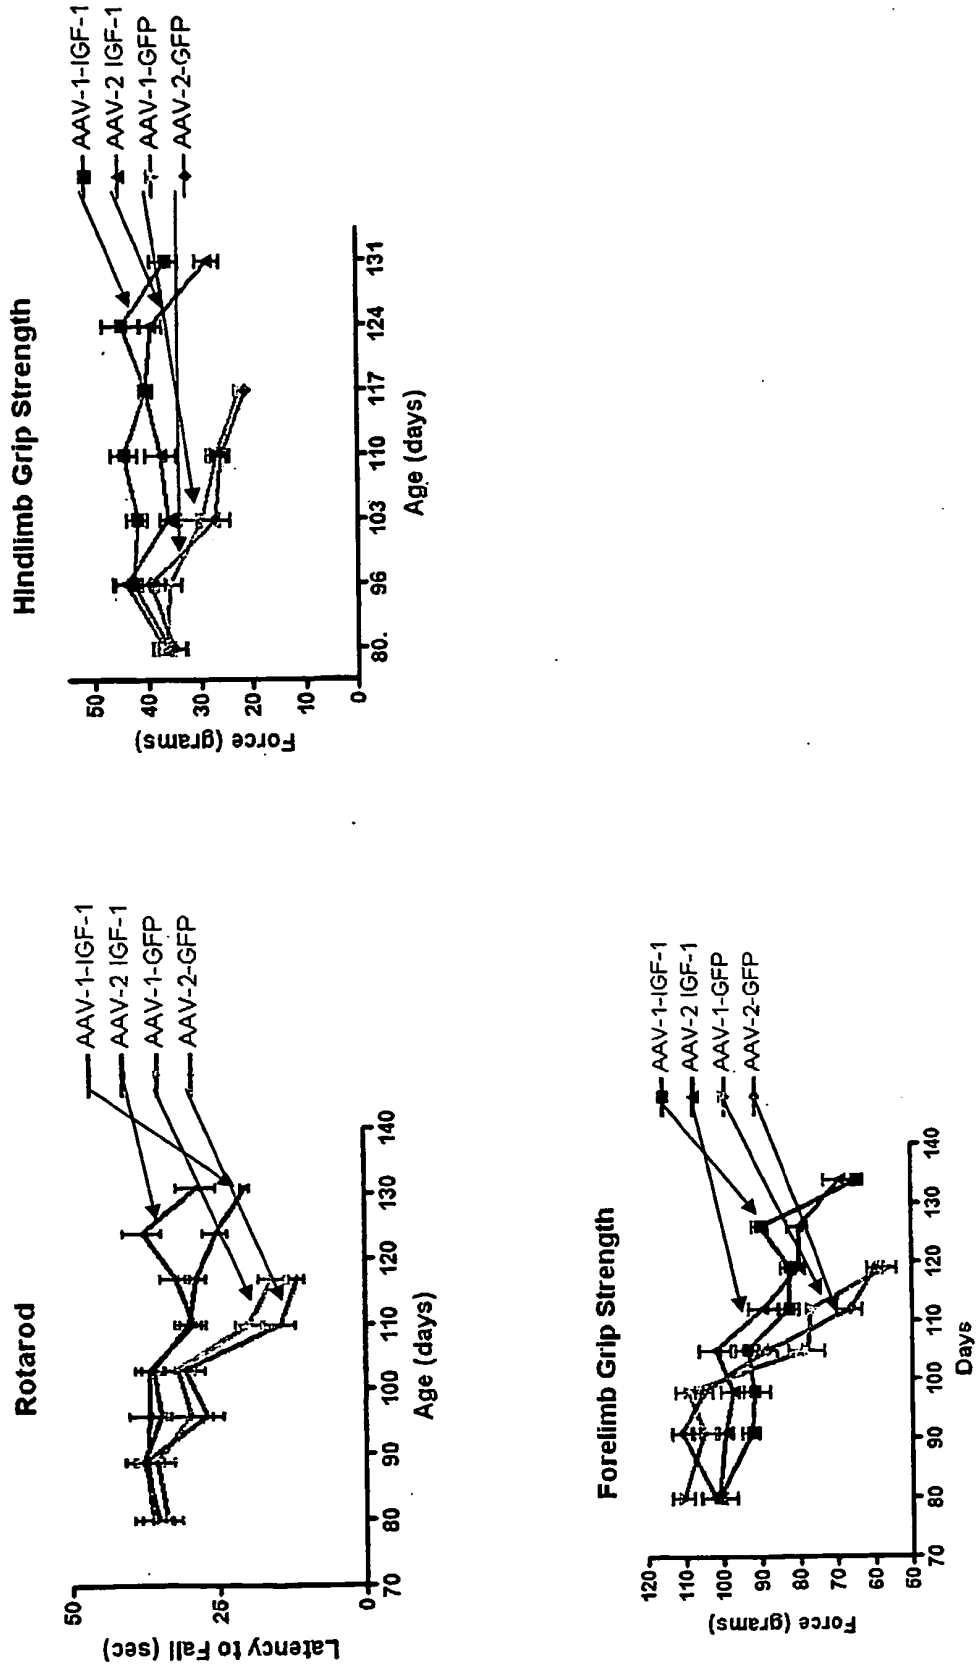 Rotarod
Latency to Fall (sec)
50
25
0
70
80
90
100
110
120
130
140
Age (days)
AAV-1-IGF-1
AAV-2 IGF-1
AAV-1-GFP
AAV-2-GFP
Hindlimb Grip Strength
Force (grams)
50
40
30
20
10
0
80.
96
103
110
117
124
131
Age (days)
AAV-1-IGF-1
AAV-2 IGF-1
AAV-1-GFP
AAV-2-GFP
Forelimb Grip Strength
Force (grams)
120
110
100
90
80
70
60
50
70
80
90
100
110
120
130
140
Days
AAV-1-IGF-1
AAV-2 IGF-1
AAV-1-GFP
AAV-2-GFP